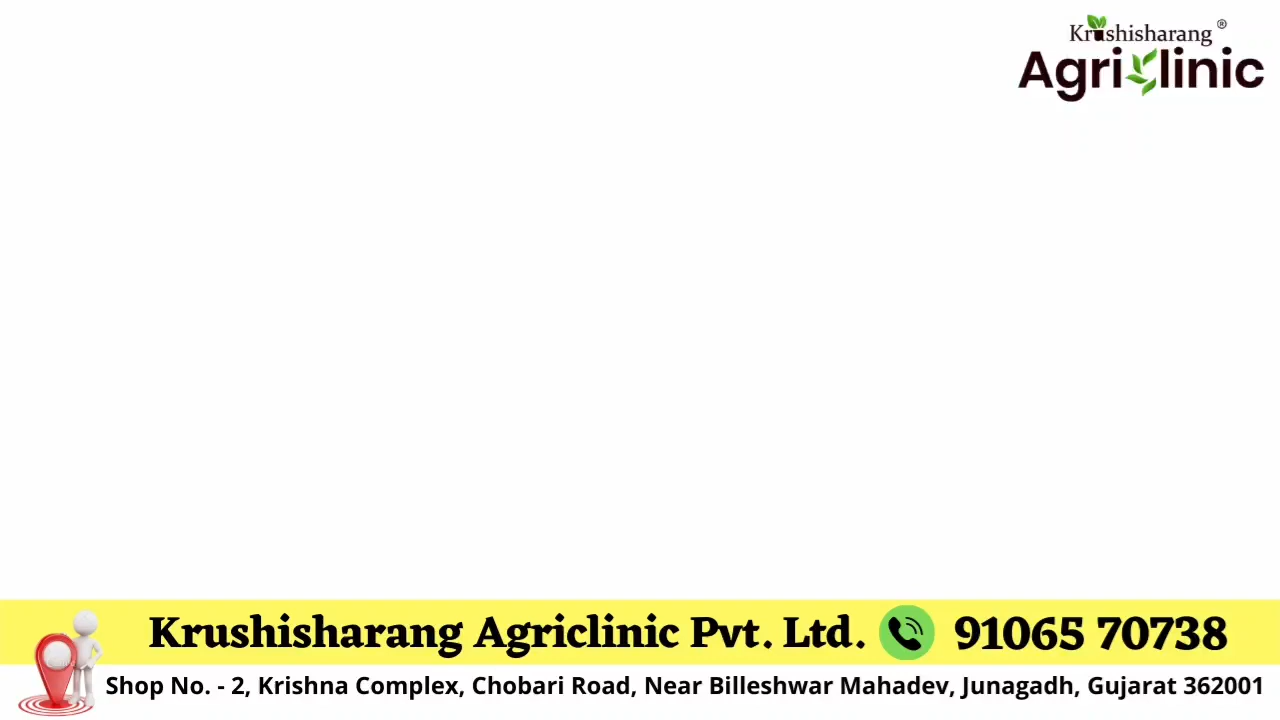 Krushisharang ®
Agriclinic
Krushisharang Agriclinic Pvt. Ltd. 91065 70738
Shop No. - 2, Krishna Complex, Chobari Road, Near Billeshwar Mahadev, Junagadh, Gujarat 362001